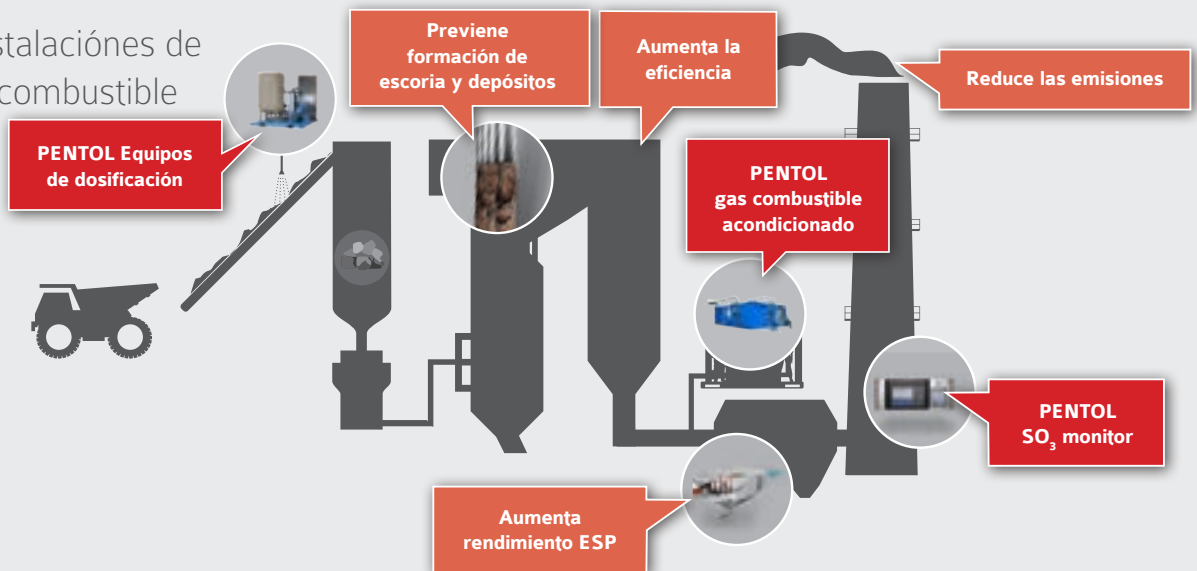 stalaciónes de
combustible
PENTOL Equipos
de dosificación
Previene
formación de
escoria y depósitos
Aumenta la
eficiencia
Reduce las emisiones
PENTOL
gas combustible
acondicionado
PENTOL
SO₃ monitor
Aumenta
rendimiento ESP